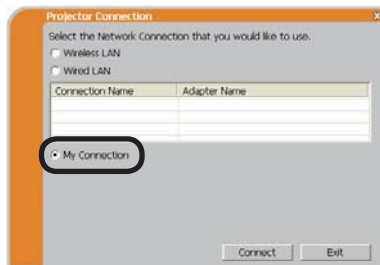 Projector Connection
x
Select the Network Connection that you would like to use.
Wireless LAN
Wired LAN
Connection Name Adapter Name
My Connection
Connect Exit